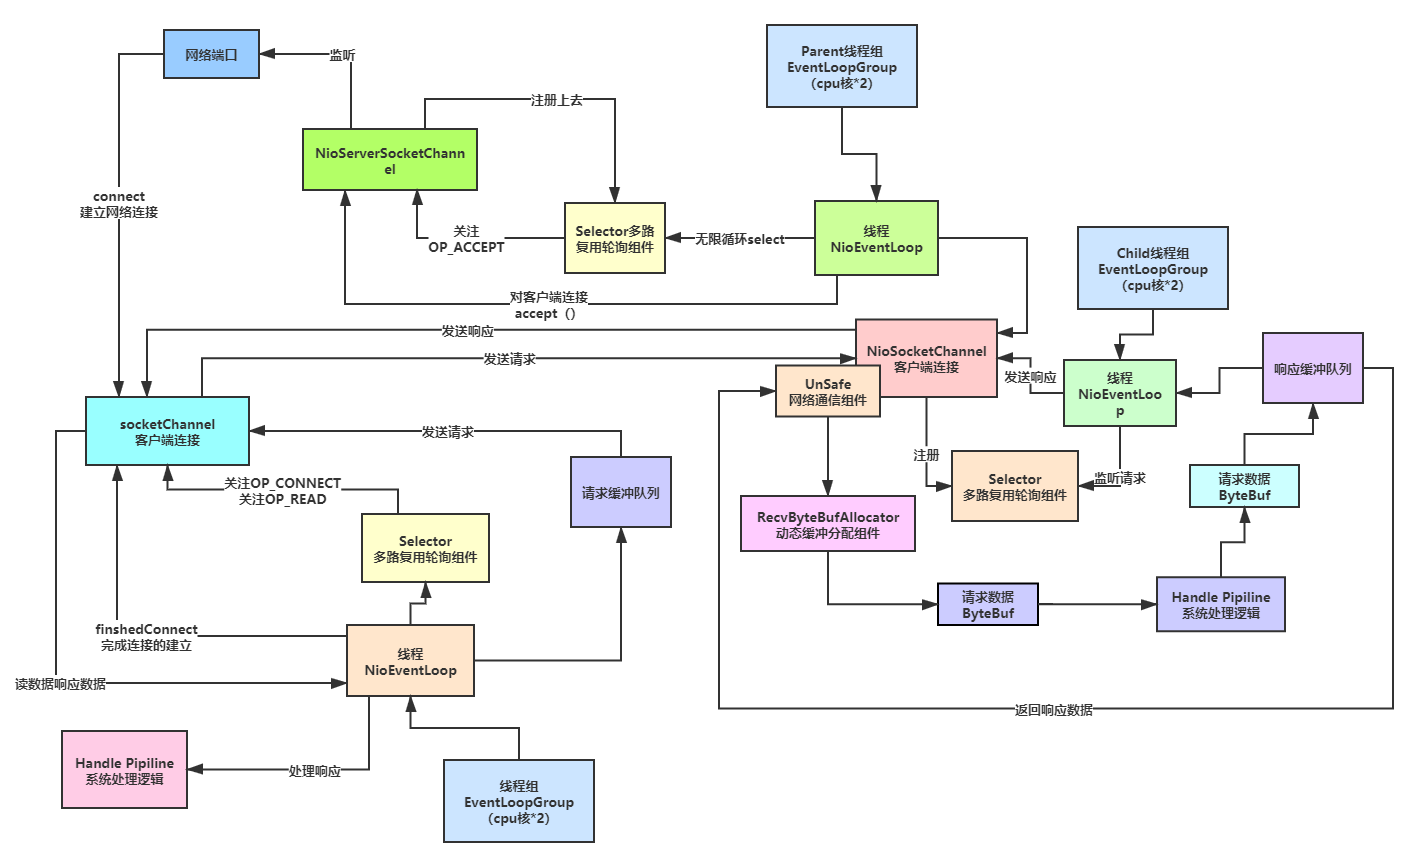 网络端口
监听
Parent线程组
EventLoopGroup
（cpu核*2）
注册上去
NioServerSocketChann
el
connect
建立网络连接
关注
OP_ACCEPT
Selector多路
复用轮询组件
无限循环select
线程
NioEventLoop
Child线程组
EventLoopGroup
（cpu核*2）
对客户端连接
accept（）
发送响应
发送请求
NioSocketChannel
客户端连接
UnSafe
网络通信组件
发送响应
线程
NioEventLoo
p
响应缓冲队列
socketChannel
客户端连接
发送请求
注册
监听请求
请求数据
ByteBuf
关注OP_CONNECT
关注OP_READ
请求缓冲队列
Selector
多路复用轮询组件
RecvByteBufAllocator
动态缓冲分配组件
Selector
多路复用轮询组件
请求数据
ByteBuf
Handle Pipiline
系统处理逻辑
finshedConnect
完成连接的建立
线程
NioEventLoop
读数据响应数据
返回响应数据
Handle Pipiline
系统处理逻辑
处理响应
线程组
EventLoopGroup
（cpu核*2）